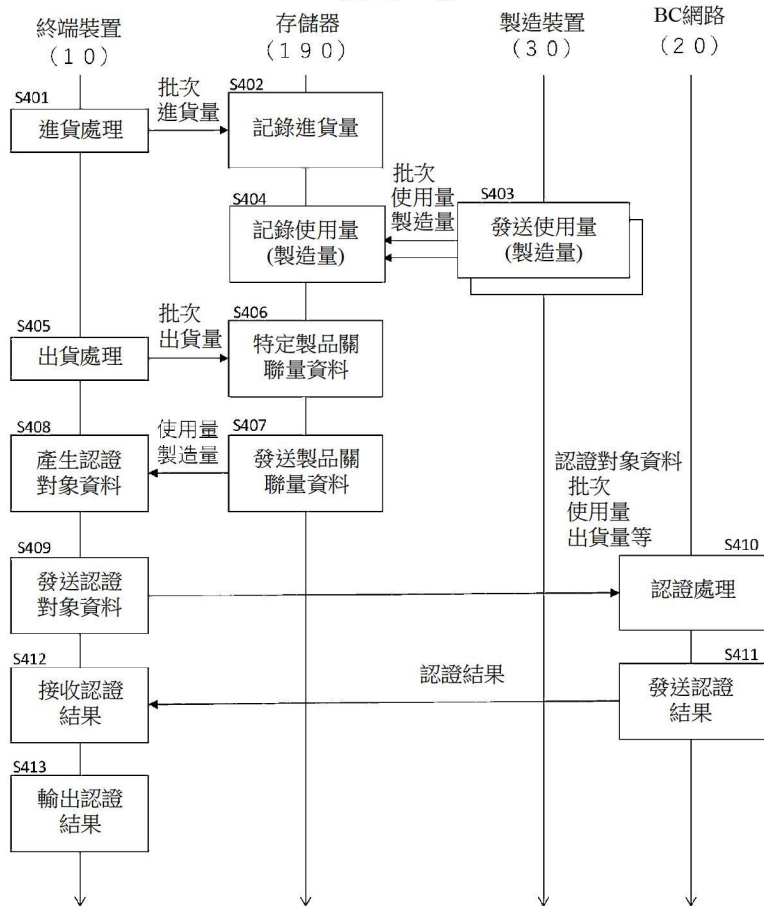 終端裝置
（１０）
存儲器
（１９０）
製造裝置
（３０）
BC網路
（２０）
S401
進貨處理
批次
進貨量
S402
記錄進貨量
S403
發送使用量
(製造量)
批次
使用量
製造量
S404
記錄使用量
(製造量)
S405
出貨處理
批次
出貨量
S406
特定製品關
聯量資料
S407
發送製品關
聯量資料
使用量
製造量
S408
產生認證
對象資料
認證對象資料
批次
使用量
出貨量等
S409
發送認證
對象資料
S410
認證處理
S411
發送認證
結果
認證結果
S412
接收認證
結果
S413
輸出認證
結果